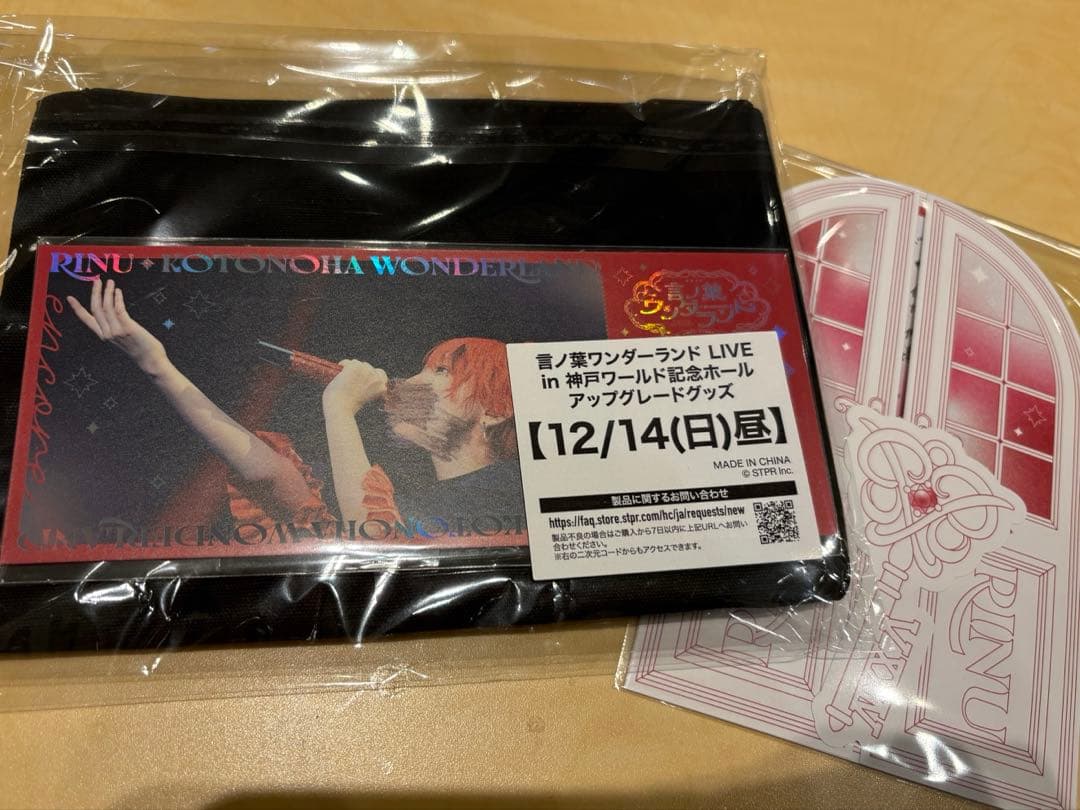 RINU ✦ KOTONOHA WONDERLAND
言ノ葉
ワンダーランド
言ノ葉ワンダーランド LIVE
in 神戸ワールド記念ホール
アップグレードグッズ
【12/14(日)昼】
MADE IN CHINA
© STPR Inc.
製品に関するお問い合わせ
https://faq.store.stpr.com/hc/ja/requests/new
製品不良の場合はご購入から7日以内に上記URLへお問い
合わせください。
※右の二次元コードからもアクセスできます。
RINU